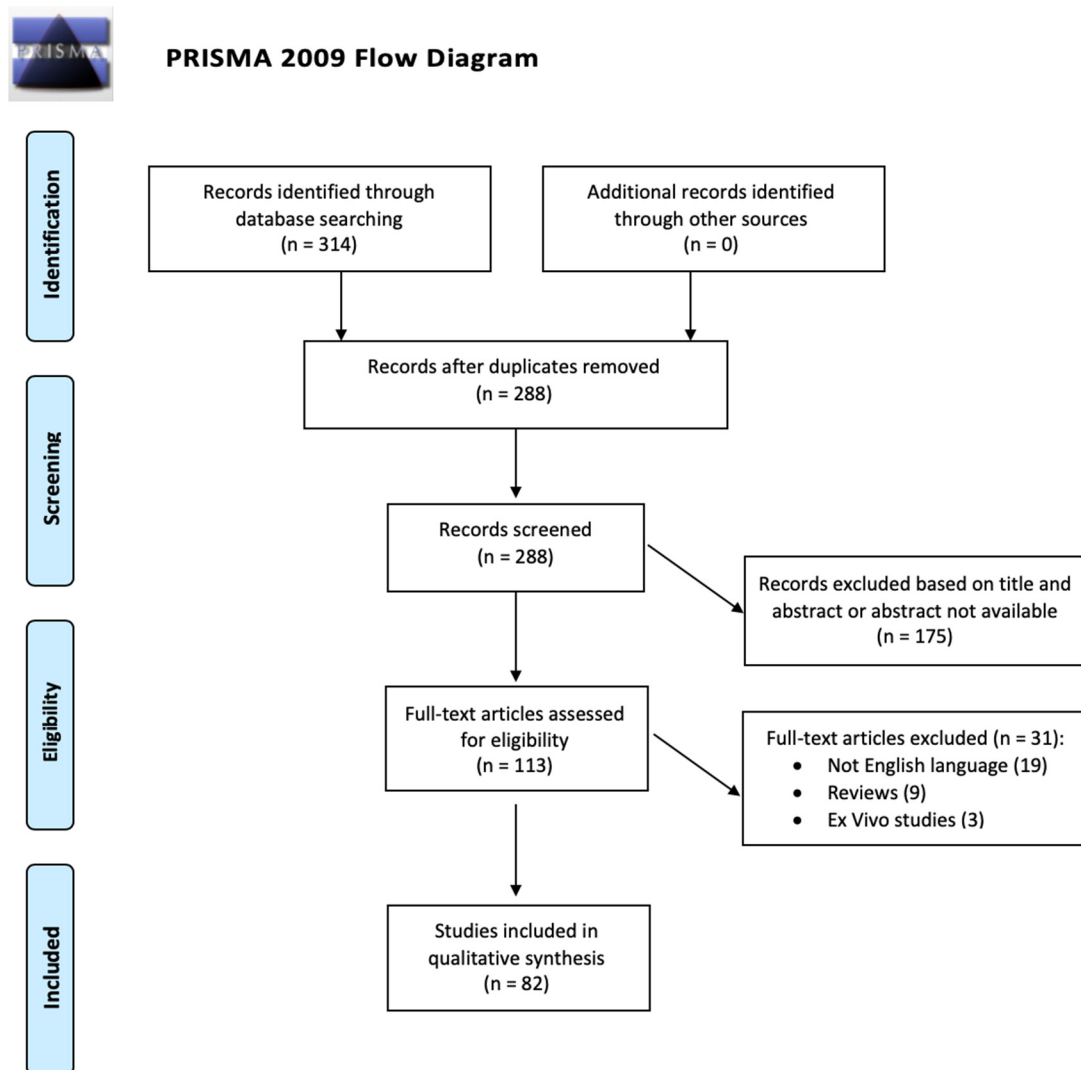 PRISMA
PRISMA 2009 Flow Diagram
Identification
Records identified through
database searching
(n = 314)
Additional records identified
through other sources
(n = 0)
Records after duplicates removed
(n = 288)
Screening
Records screened
(n = 288)
Records excluded based on title and
abstract or abstract not available
(n = 175)
Eligibility
Full-text articles assessed
for eligibility
(n = 113)
Full-text articles excluded (n = 31):
• Not English language (19)
• Reviews (9)
• Ex Vivo studies (3)
Included
Studies included in
qualitative synthesis
(n = 82)